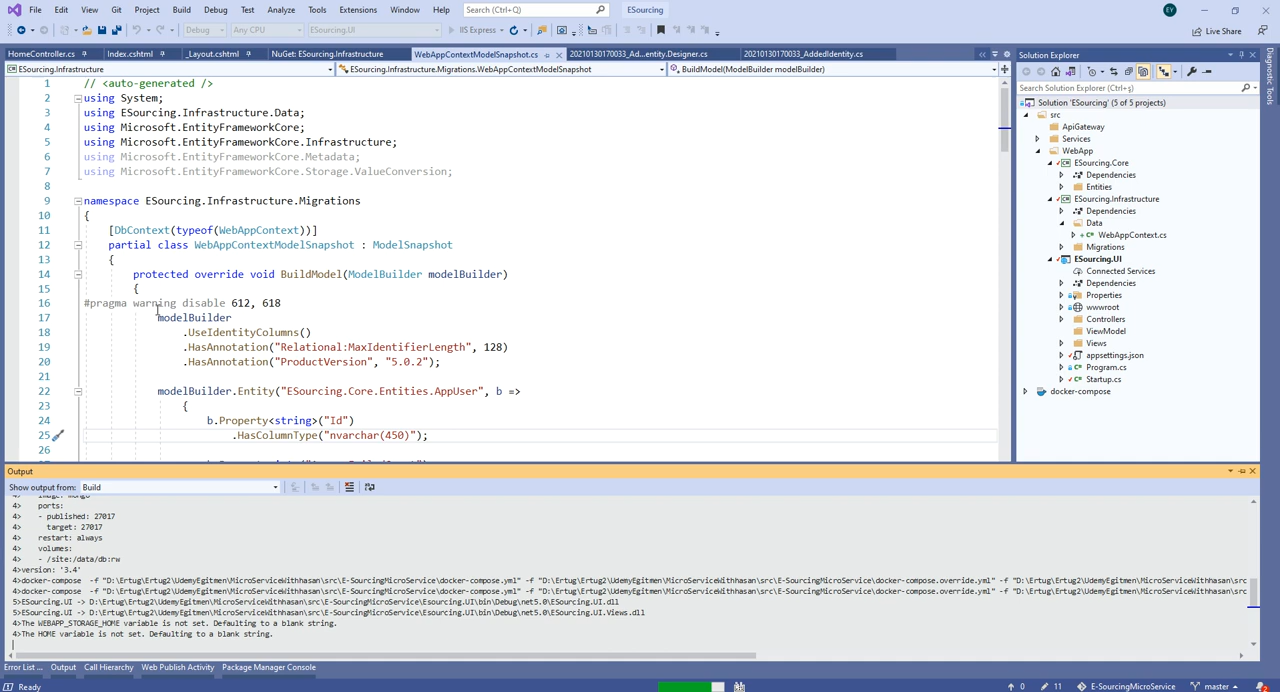 File Edit View Git Project Build Debug Test Analyze Tools Extensions Window Help Search (Ctrl+Q) ESourcing EY
Debug Any CPU ESourcing.UI IIS Express Live Share
HomeController.cs Index.cshtml _Layout.cshtml NuGet: ESourcing.Infrastructure WebAppContextModelSnapshot.cs 20210130170033_Ad...entity.Designer.cs 20210130170033_AddedIdentity.cs
ESourcing.Infrastructure ESourcing.Infrastructure.Migrations.WebAppContextModelSnapshot BuildModel(ModelBuilder modelBuilder)
1 // <auto-generated />
2 using System;
3 using ESourcing.Infrastructure.Data;
4 using Microsoft.EntityFrameworkCore;
5 using Microsoft.EntityFrameworkCore.Infrastructure;
6 using Microsoft.EntityFrameworkCore.Metadata;
7 using Microsoft.EntityFrameworkCore.Storage.ValueConversion;
8
9 namespace ESourcing.Infrastructure.Migrations
10 {
11 [DbContext(typeof(WebAppContext))]
12 partial class WebAppContextModelSnapshot : ModelSnapshot
13 {
14 protected override void BuildModel(ModelBuilder modelBuilder)
15 {
16 #pragma warning disable 612, 618
17 modelBuilder
18 .UseIdentityColumns()
19 .HasAnnotation("Relational:MaxIdentifierLength", 128)
20 .HasAnnotation("ProductVersion", "5.0.2");
21
22 modelBuilder.Entity("ESourcing.Core.Entities.AppUser", b =>
23 {
24 b.Property<string>("Id")
25 .HasColumnType("nvarchar(450)");
26
Solution Explorer
Search Solution Explorer (Ctrl+ş)
Solution 'ESourcing' (5 of 5 projects)
src
ApiGateway
Services
WebApp
ESourcing.Core
Dependencies
Entities
ESourcing.Infrastructure
Dependencies
Data
WebAppContext.cs
Migrations
ESourcing.UI
Connected Services
Dependencies
Properties
wwwroot
Controllers
ViewModel
Views
appsettings.json
Program.cs
Startup.cs
docker-compose
Diagnostic Tools
Output
Show output from: Build
4> image: mongo
4> ports:
4> - published: 27017
4> target: 27017
4> restart: always
4> volumes:
4> - /site:/data/db:rw
4>version: '3.4'
4>docker-compose -f "D:\Ertug\Ertug2\UdemyEgitmen\MicroServiceWithhasan\src\E-SourcingMicroService\docker-compose.yml" -f "D:\Ertug\Ertug2\UdemyEgitmen\MicroServiceWithhasan\src\E-SourcingMicroService\docker-compose.override.yml" -f "D:\Ertug\Ertug2\UdemyEgitmen\MicroServiceWithhasan\src
4>docker-compose -f "D:\Ertug\Ertug2\UdemyEgitmen\MicroServiceWithhasan\src\E-SourcingMicroService\docker-compose.yml" -f "D:\Ertug\Ertug2\UdemyEgitmen\MicroServiceWithhasan\src\E-SourcingMicroService\docker-compose.override.yml" -f "D:\Ertug\Ertug2\UdemyEgitmen\MicroServiceWithhasan\src
5>ESourcing.UI -> D:\Ertug\Ertug2\UdemyEgitmen\MicroServiceWithhasan\src\E-SourcingMicroService\Esourcing.UI\bin\Debug\net5.0\ESourcing.UI.dll
5>ESourcing.UI -> D:\Ertug\Ertug2\UdemyEgitmen\MicroServiceWithhasan\src\E-SourcingMicroService\Esourcing.UI\bin\Debug\net5.0\ESourcing.UI.Views.dll
4>The WEBAPP_STORAGE_HOME variable is not set. Defaulting to a blank string.
4>The HOME variable is not set. Defaulting to a blank string.
Error List ... Output Call Hierarchy Web Publish Activity Package Manager Console
Ready 0 11 E-SourcingMicroService master 2